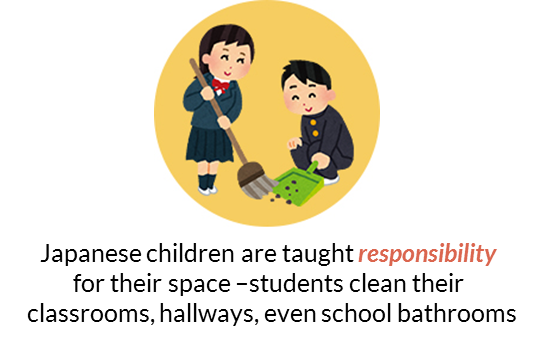 Japanese children are taught responsibility
for their space –students clean their
classrooms, hallways, even school bathrooms